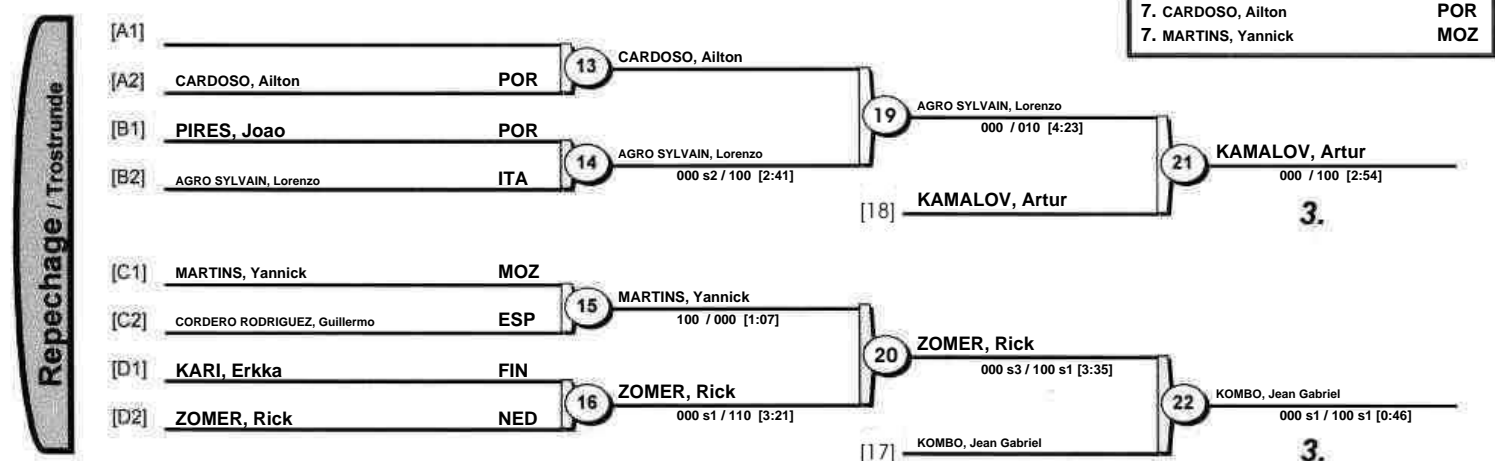 7. CARDOSO, Ailton POR
7. MARTINS, Yannick MOZ
Repechage / Trostrunde
[A1]
[A2] CARDOSO, Ailton POR
13 CARDOSO, Ailton
[B1] PIRES, Joao POR
[B2] AGRO SYLVAIN, Lorenzo ITA
14 AGRO SYLVAIN, Lorenzo
000 s2 / 100 [2:41]
19 AGRO SYLVAIN, Lorenzo
000 / 010 [4:23]
[18] KAMALOV, Artur
21 KAMALOV, Artur
000 / 100 [2:54]
3.
[C1] MARTINS, Yannick MOZ
[C2] CORDERO RODRIGUEZ, Guillermo ESP
15 MARTINS, Yannick
100 / 000 [1:07]
[D1] KARI, Erkka FIN
[D2] ZOMER, Rick NED
16 ZOMER, Rick
000 s1 / 110 [3:21]
20 ZOMER, Rick
000 s3 / 100 s1 [3:35]
[17] KOMBO, Jean Gabriel
22 KOMBO, Jean Gabriel
000 s1 / 100 s1 [0:46]
3.